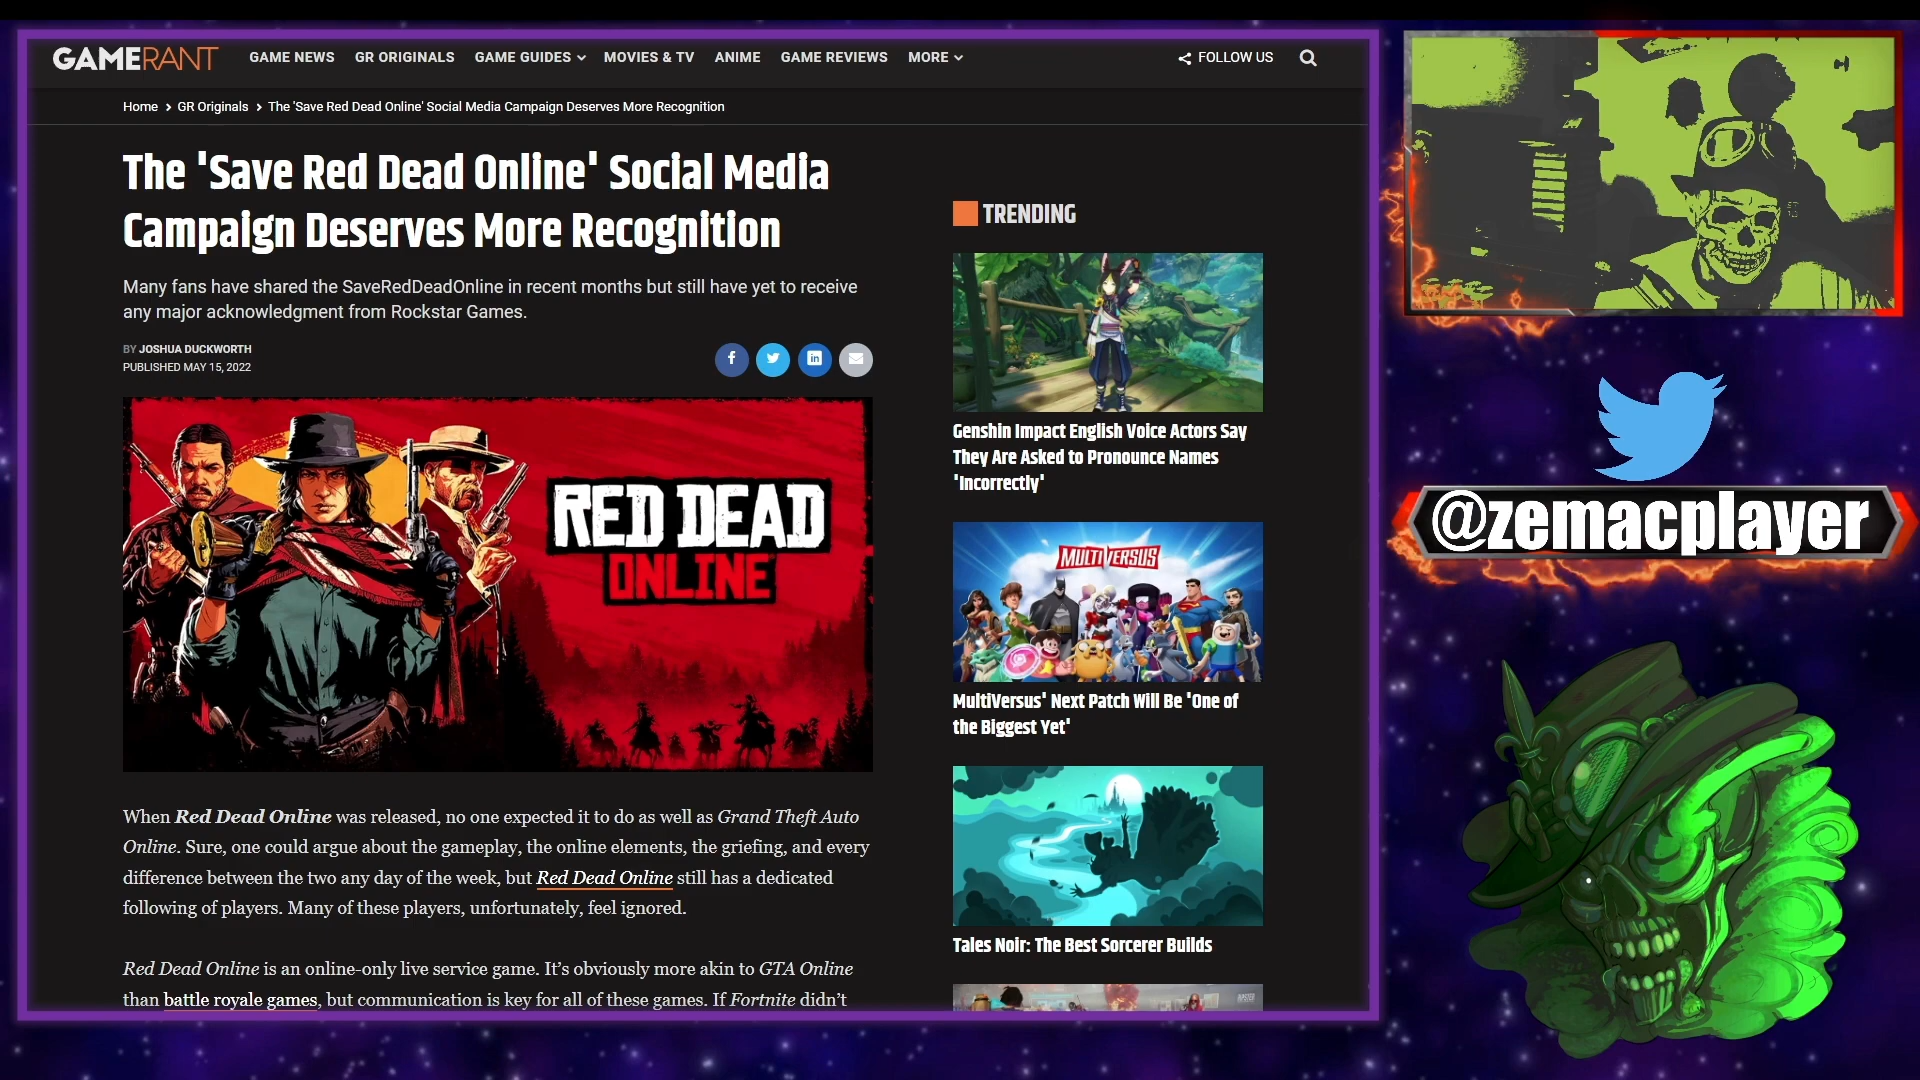 GAMERANT
GAME NEWS
GR ORIGINALS
GAME GUIDES
MOVIES & TV
ANIME
GAME REVIEWS
MORE
FOLLOW US
Home > GR Originals > The 'Save Red Dead Online' Social Media Campaign Deserves More Recognition
The 'Save Red Dead Online' Social Media
Campaign Deserves More Recognition
Many fans have shared the SaveRedDeadOnline in recent months but still have yet to receive
any major acknowledgment from Rockstar Games.
BY JOSHUA DUCKWORTH
PUBLISHED MAY 15, 2022
RED DEAD
ONLINE
When Red Dead Online was released, no one expected it to do as well as Grand Theft Auto
Online. Sure, one could argue about the gameplay, the online elements, the griefing, and every
difference between the two any day of the week, but Red Dead Online still has a dedicated
following of players. Many of these players, unfortunately, feel ignored.
Red Dead Online is an online-only live service game. It's obviously more akin to GTA Online
than battle royale games, but communication is key for all of these games. If Fortnite didn't
TRENDING
Genshin Impact English Voice Actors Say
They Are Asked to Pronounce Names
'Incorrectly'
MULTIVERSUS
MultiVersus' Next Patch Will Be 'One of
the Biggest Yet'
Tales Noir: The Best Sorcerer Builds
@zemacplayer